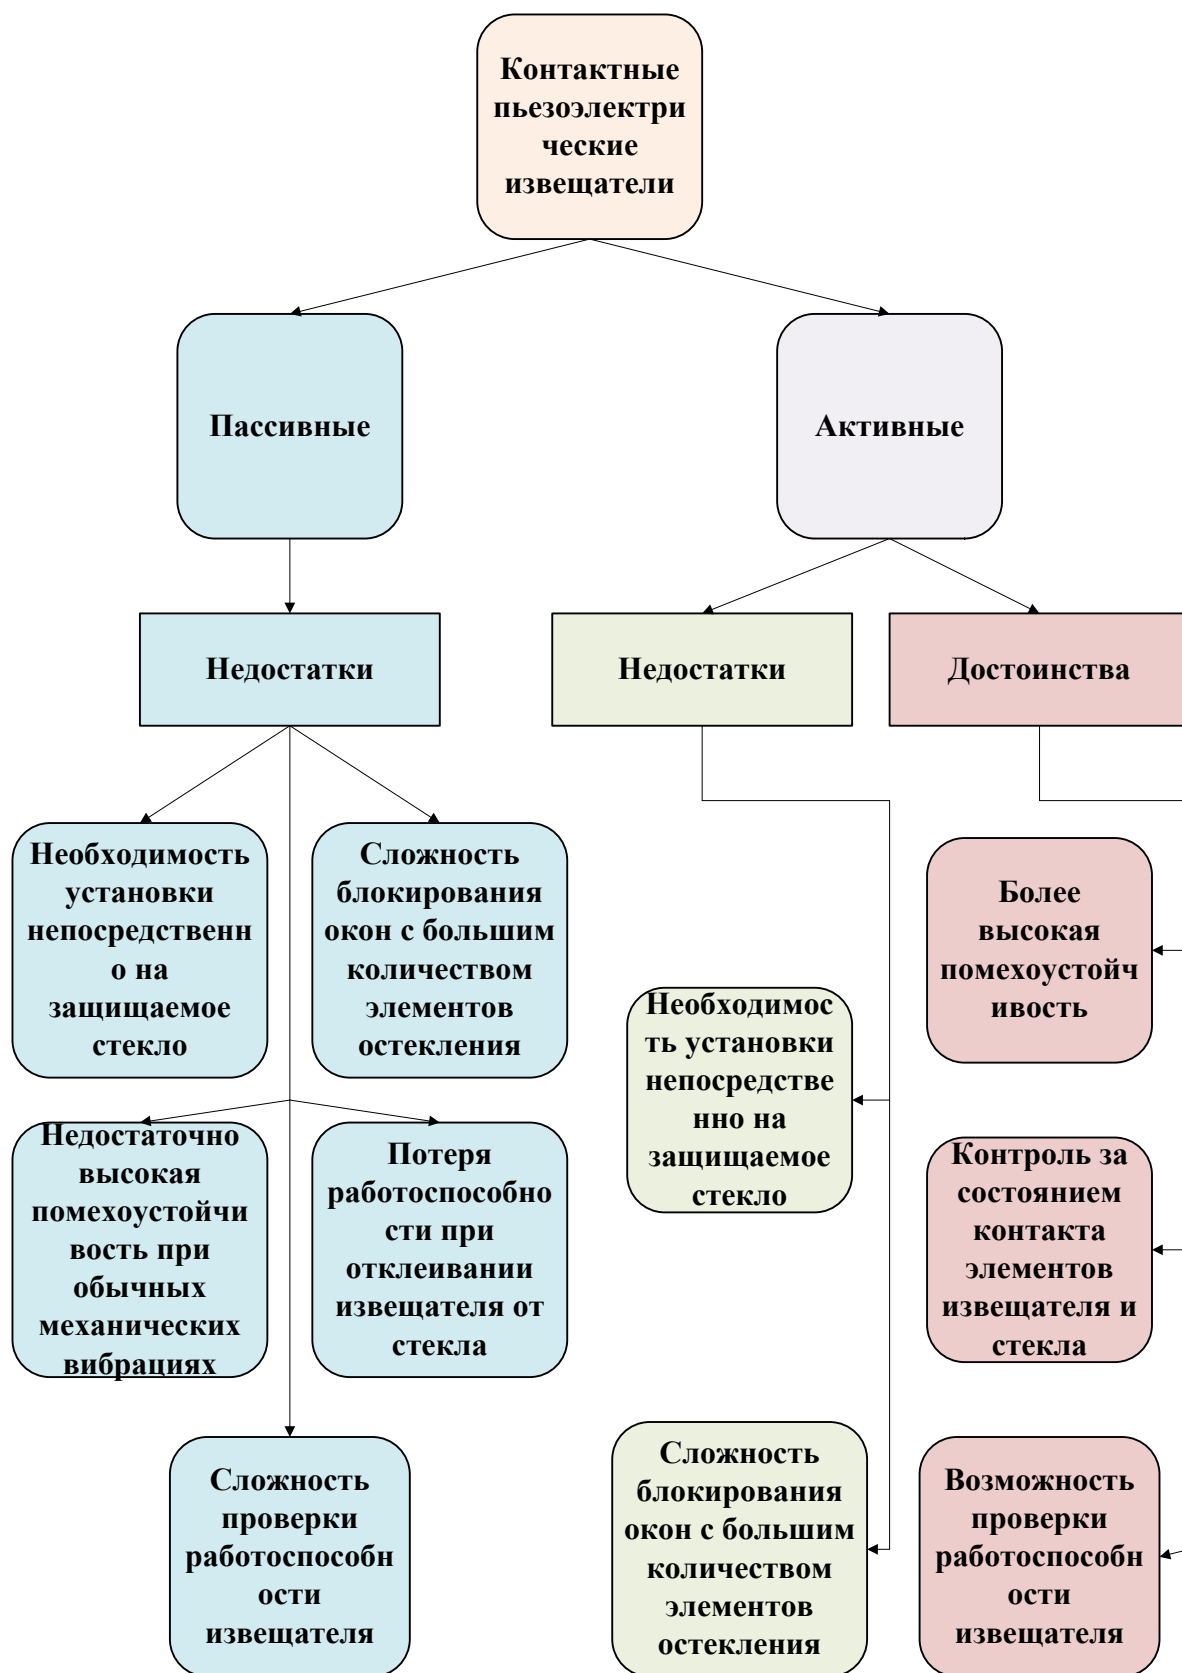 Контактные
пьезоэлектри
ческие
извещатели
Пассивные
Активные
Недостатки
Недостатки
Достоинства
Необходимость
установки
непосредственн
о на
защищаемое
стекло
Сложность
блокирования
окон с большим
количеством
элементов
остекления
Более
высокая
помехоустойч
ивость
Необходимос
ть установки
непосредстве
нно на
защищаемое
стекло
Недостаточно
высокая
помехоустойчи
вость при
обычных
механических
вибрациях
Потеря
работоспособно
сти при
отклеивании
извещателя от
стекла
Контроль за
состоянием
контакта
элементов
извещателя и
стекла
Сложность
проверки
работоспособн
ости
извещателя
Сложность
блокирования
окон с большим
количеством
элементов
остекления
Возможность
проверки
работоспособн
ости
извещателя